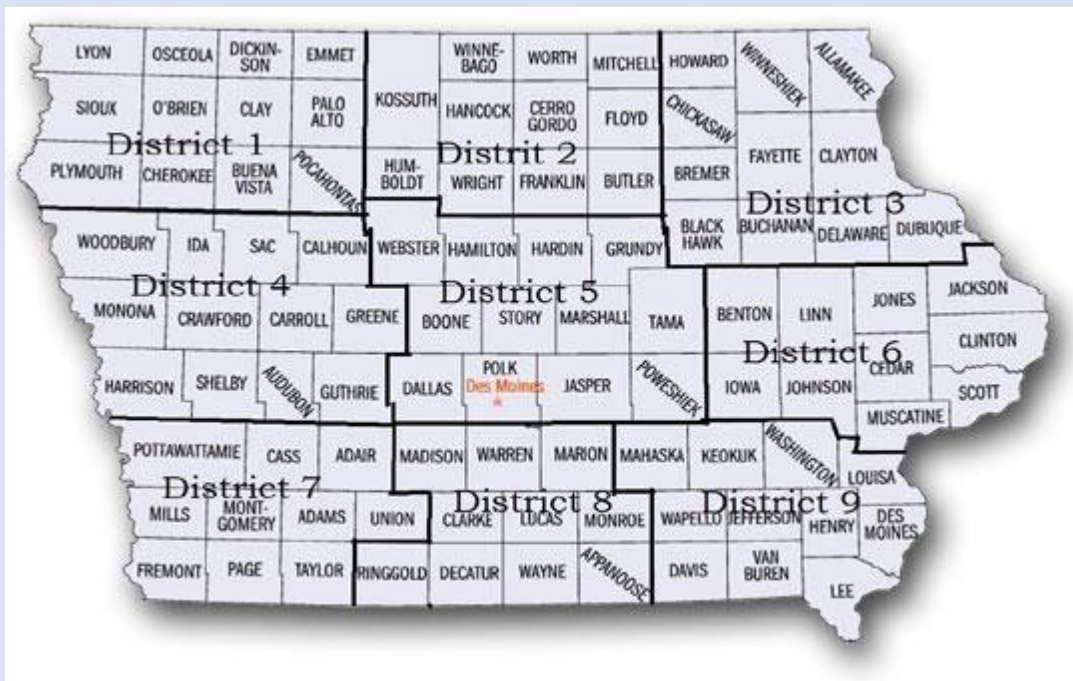 LYON
OSCEOLA
DICKIN-
SON
EMMET
WINNE-
BAGO
WORTH
MITCHELL
HOWARD
WINNESHIEK
ALLAMAKEE
SIOUX
O'BRIEN
CLAY
PALO
ALTO
KOSSUTH
HANCOCK
CERRO
GORDO
FLOYD
CHICKASAW
District 1
Distrit 2
FAYETTE
CLAYTON
PLYMOUTH
CHEROKEE
BUENA
VISTA
POCAHONTAS
HUM-
BOLDT
WRIGHT
FRANKLIN
BUTLER
BREMER
District 3
BLACK
HAWK
BUCHANAN
DELAWARE
DUBUQUE
WOODBURY
IDA
SAC
CALHOUN
WEBSTER
HAMILTON
HARDIN
GRUNDY
District 4
District 5
JONES
JACKSON
MONONA
CRAWFORD
CARROLL
GREENE
BOONE
STORY
MARSHALL
TAMA
BENTON
LINN
CLINTON
District 6
CEDAR
HARRISON
SHELBY
AUDUBON
GUTHRIE
DALLAS
POLK
Des Moines
*
JASPER
POWESHIEK
IOWA
JOHNSON
SCOTT
MUSCATINE
POTTAWATTAMIE
CASS
ADAIR
MADISON
WARREN
MARION
MAHASKA
KEOKUK
WASHINGTON
LOUISA
District 7
District 8
District 9
MILLS
MONT-
GOMERY
ADAMS
UNION
CLARKE
LUCAS
MONROE
WAPELLO
JEFFERSON
HENRY
DES
MOINES
FREMONT
PAGE
TAYLOR
RINGGOLD
DECATUR
WAYNE
APPANOOSE
DAVIS
VAN
BUREN
LEE